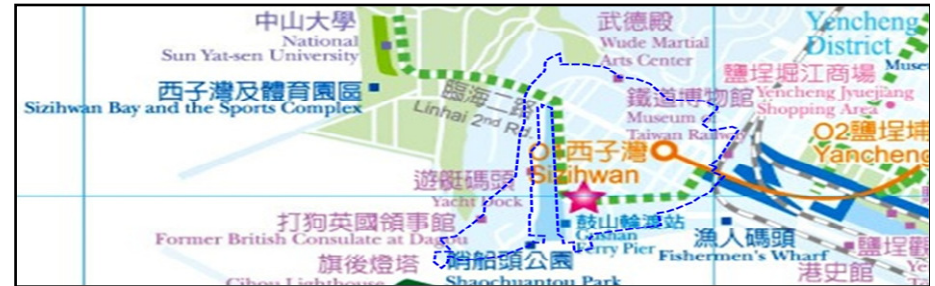 中山大學
National
Sun Yat-sen University
西子灣及體育園區
Sizihwan Bay and the Sports Complex
臨海二路
Linhai 2nd Rd.
武德殿
Wude Martial
Arts Center
Yencheng
District
鹽埕堀江商場
Yencheng Jyuejiang
Shopping Area
鐵道博物館
Museum
Taiwan Railway
O2鹽埕埔
Yancheng
西子灣
Sizihwan
遊艇碼頭
Yacht Dock
打狗英國領事館
Former British Consulate at Dagou
旗後燈塔
Cihou Lighthouse
哨船頭公園
Shaochuantou Park
鼓山輪渡站
Gushan
Ferry Pier
漁人碼頭
Fishermen's Wharf
港史館